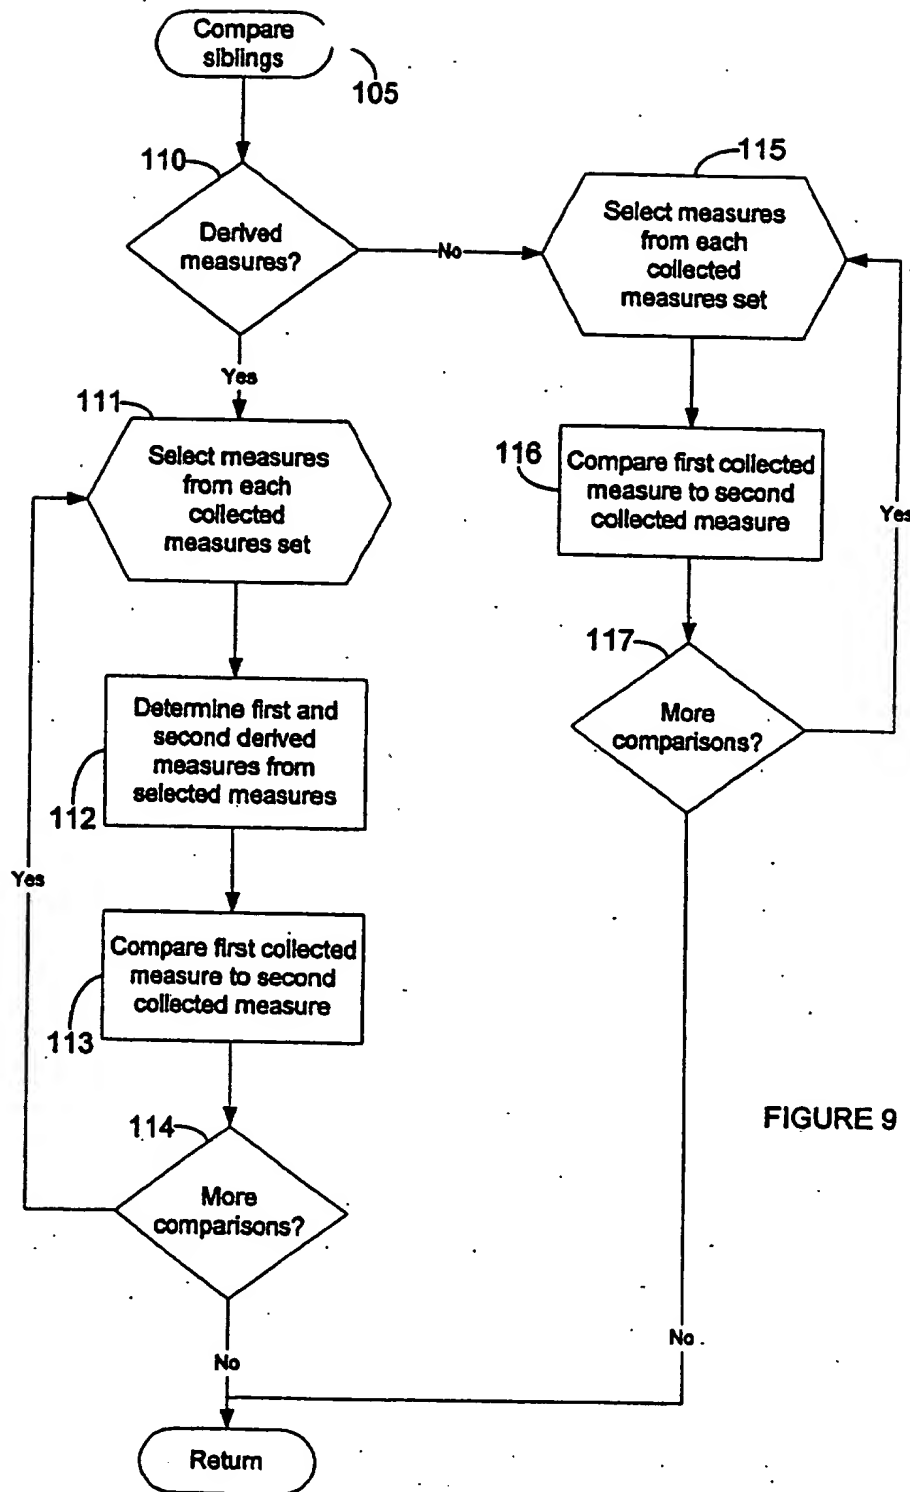 Compare
siblings
105
110
Derived
measures?
No
Yes
115
Select measures
from each
collected
measures set
116
Compare first collected
measure to second
collected measure
Yes
117
More
comparisons?
No
111
Select measures
from each
collected
measures set
Determine first and
second derived
measures from
selected measures
112
Yes
Compare first collected
measure to second
collected measure
113
114
More
comparisons?
No
Return
FIGURE 9